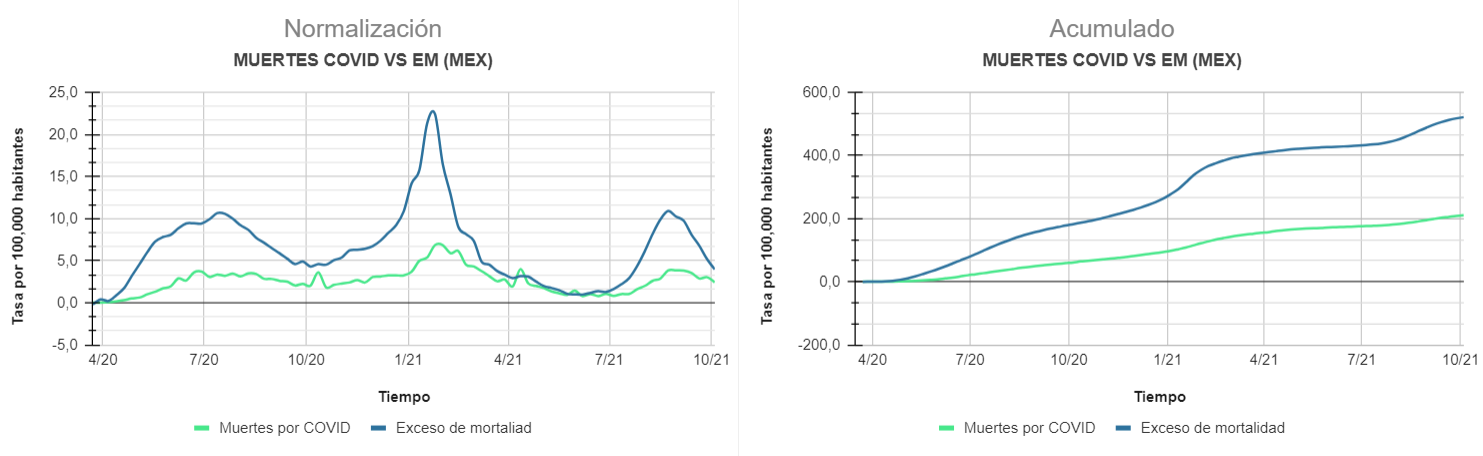 Normalización
MUERTES COVID VS EM (MEX)
Tasa por 100,000 habitantes
25,0
20,0
15,0
10,0
5,0
0,0
-5,0
4/20 7/20 10/20 1/21 4/21 7/21 10/21
Tiempo
Muertes por COVID Exceso de mortaliad
Acumulado
MUERTES COVID VS EM (MEX)
Tasa por 100,000 habitantes
600,0
400,0
200,0
0,0
-200,0
4/20 7/20 10/20 1/21 4/21 7/21 10/21
Tiempo
Muertes por COVID Exceso de mortalidad